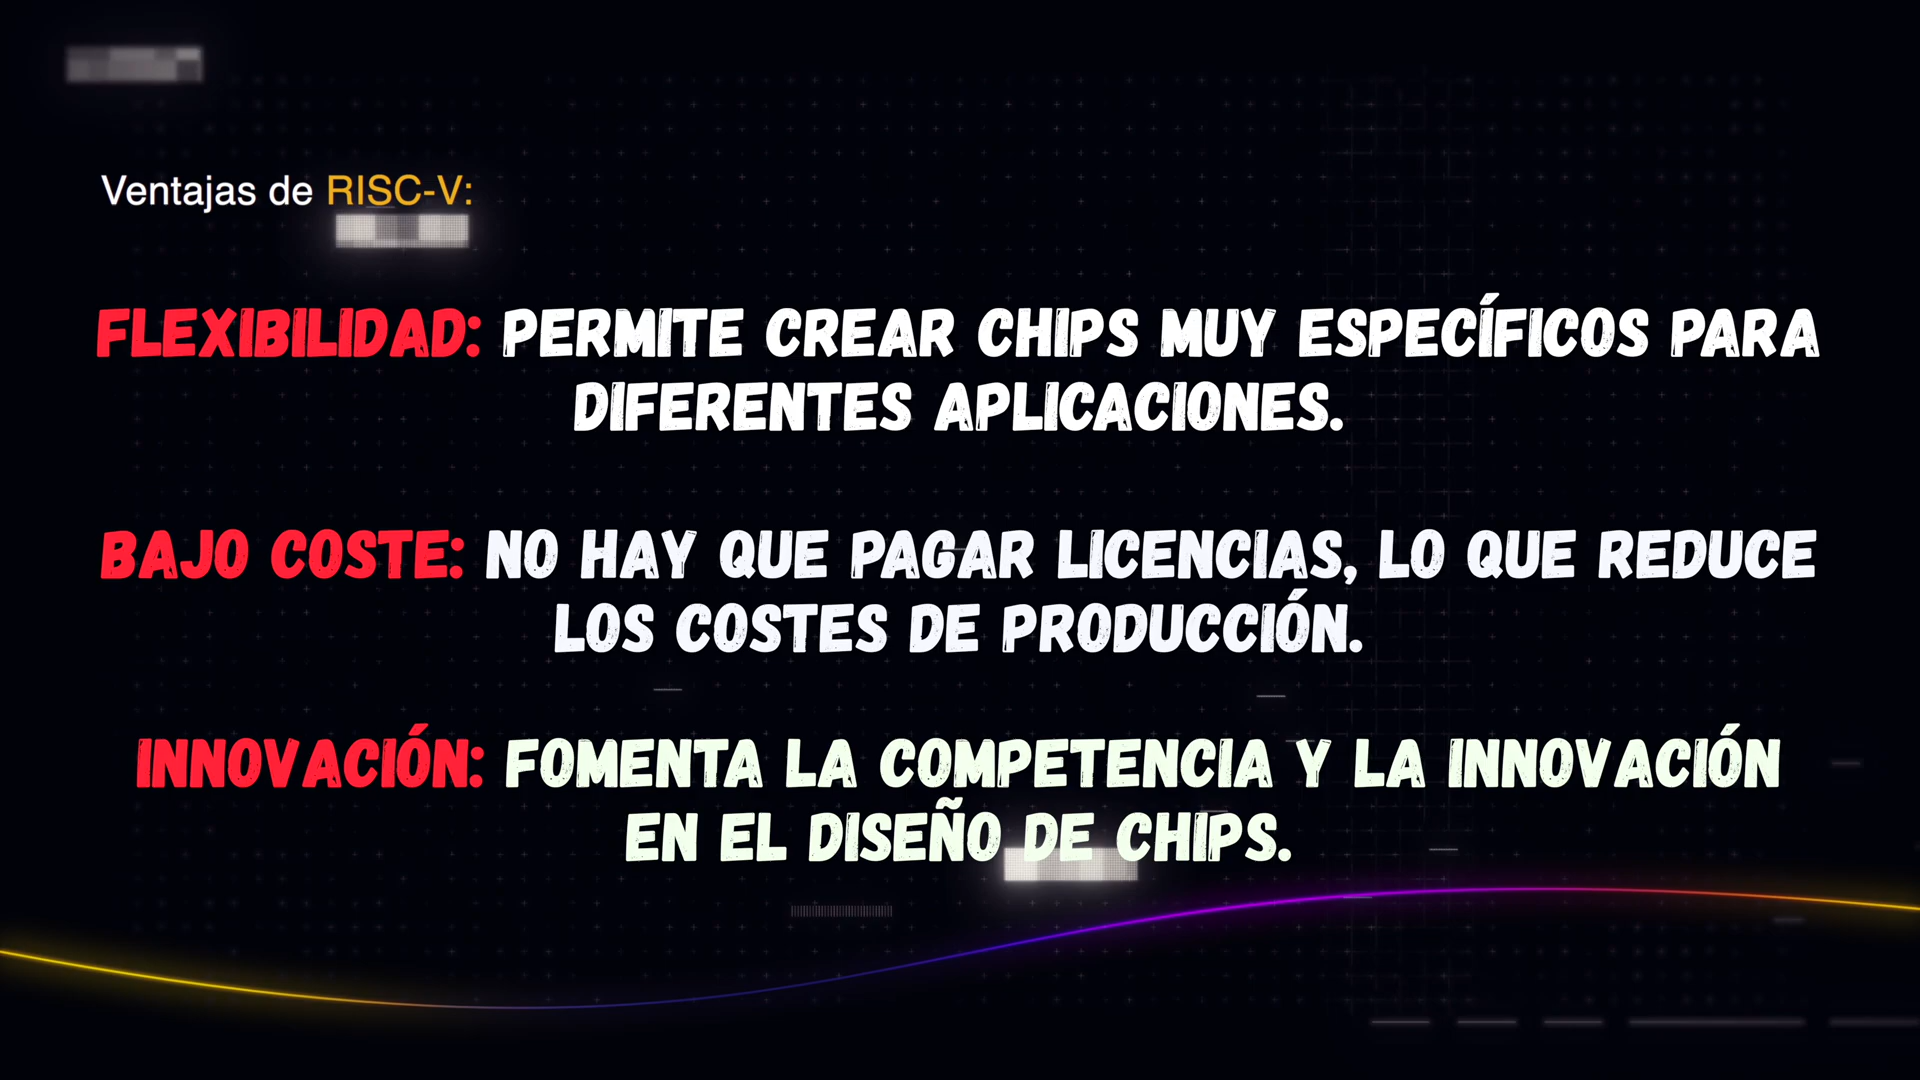 Ventajas de RISC-V:
FLEXIBILIDAD: PERMITE CREAR CHIPS MUY ESPECÍFICOS PARA
DIFERENTES APLICACIONES.
BAJO COSTE: NO HAY QUE PAGAR LICENCIAS, LO QUE REDUCE
LOS COSTES DE PRODUCCIÓN.
INNOVACIÓN: FOMENTA LA COMPETENCIA Y LA INNOVACIÓN
EN EL DISEÑO DE CHIPS.